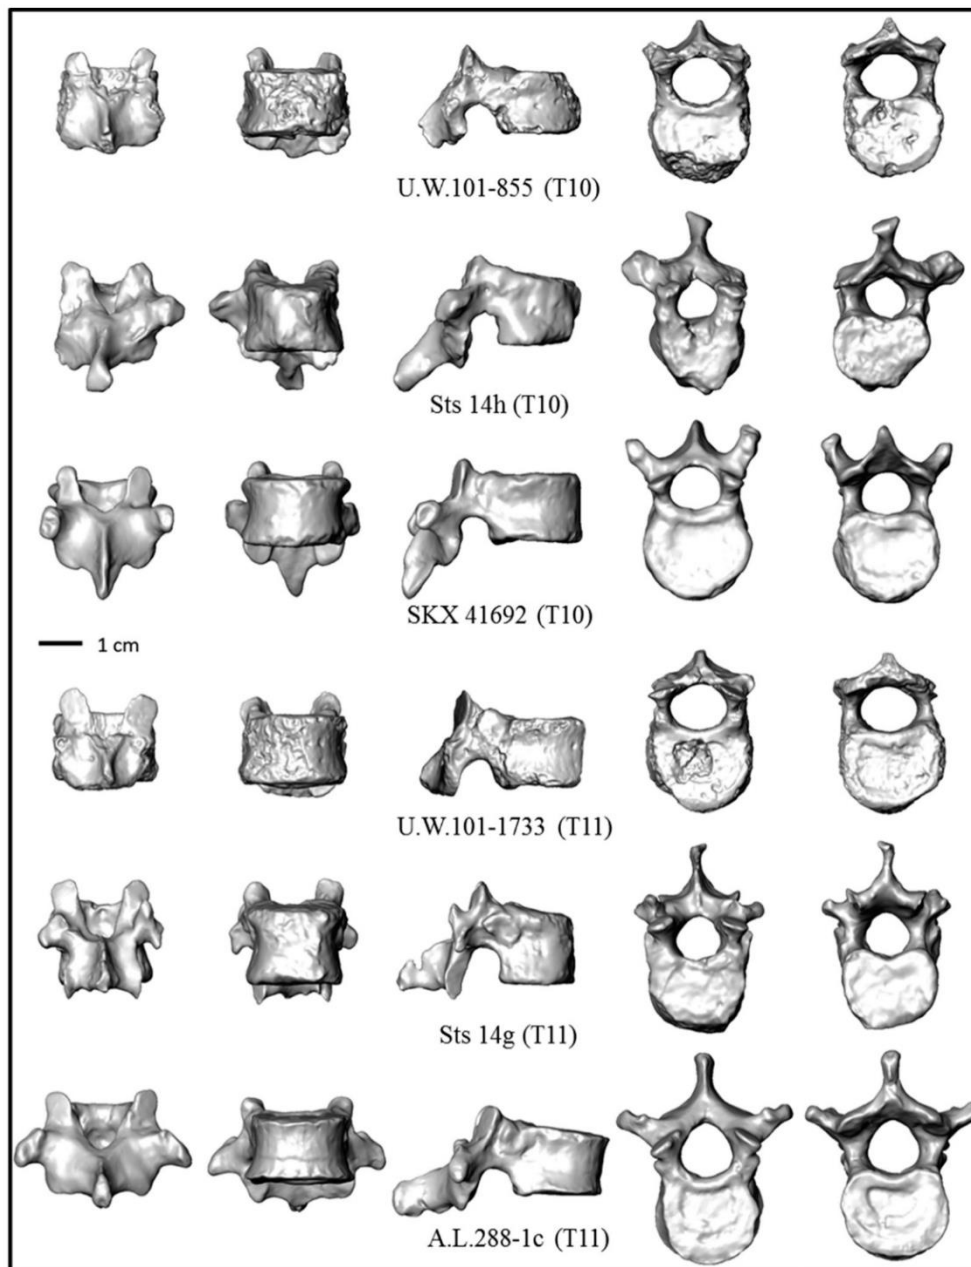 U.W.101-855 (T10)
Sts 14h (T10)
SKX 41692 (T10)
1 cm
U.W.101-1733 (T11)
Sts 14g (T11)
A.L.288-1c (T11)